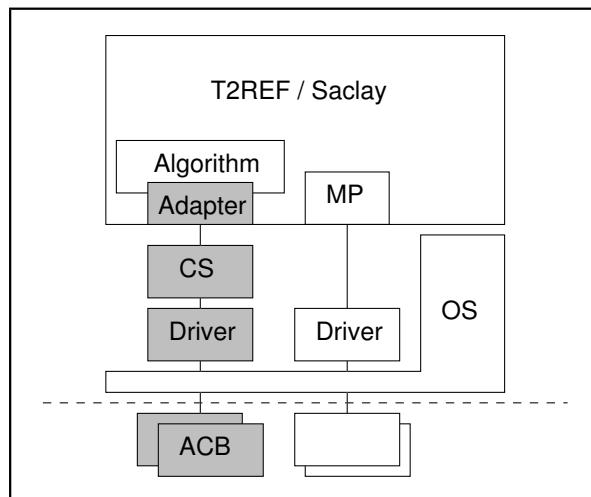 T2REF / Saclay
Algorithm
Adapter
MP
CS
OS
Driver
Driver
ACB